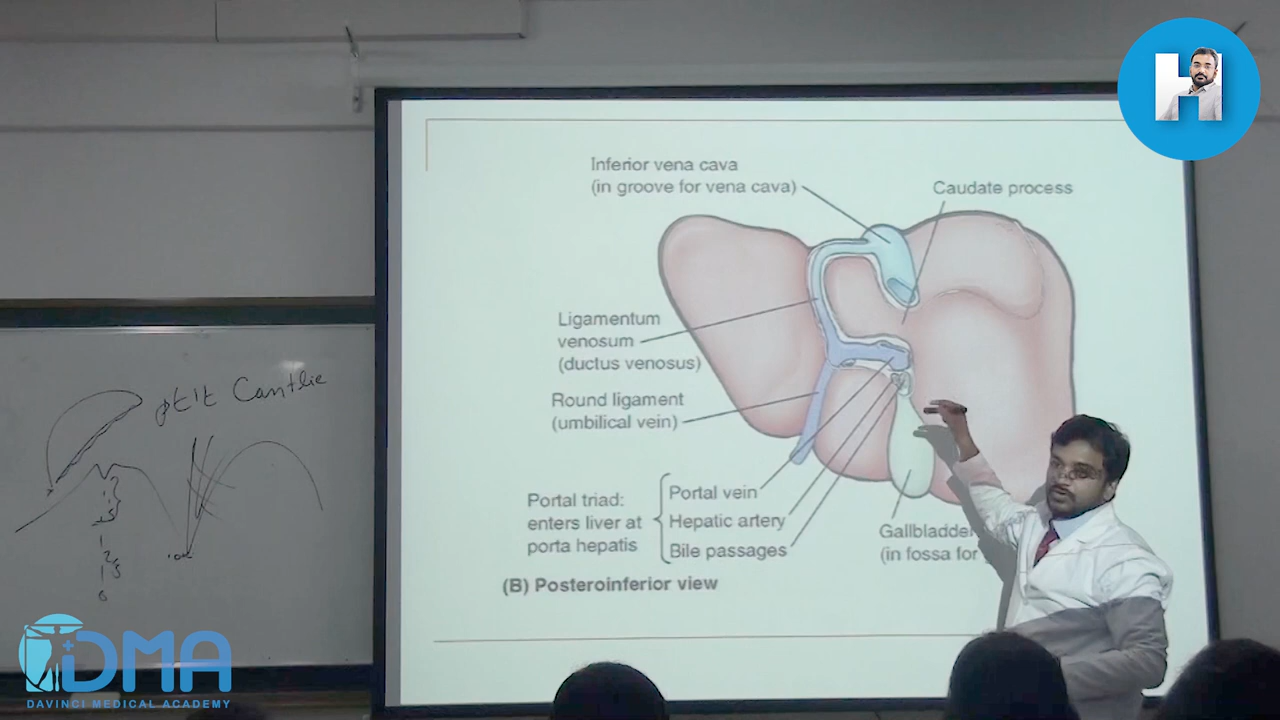 H
Inferior vena cava
(in groove for vena cava)
Caudate process
Ligamentum
venosum
(ductus venosus)
Round ligament
(umbilical vein)
Portal triad:
enters liver at
porta hepatis
Portal vein
Hepatic artery
Bile passages
Gallbladder
(in fossa for
(B) Posteroinferior view
Cantlie
DMA
DAVINCI MEDICAL ACADEMY